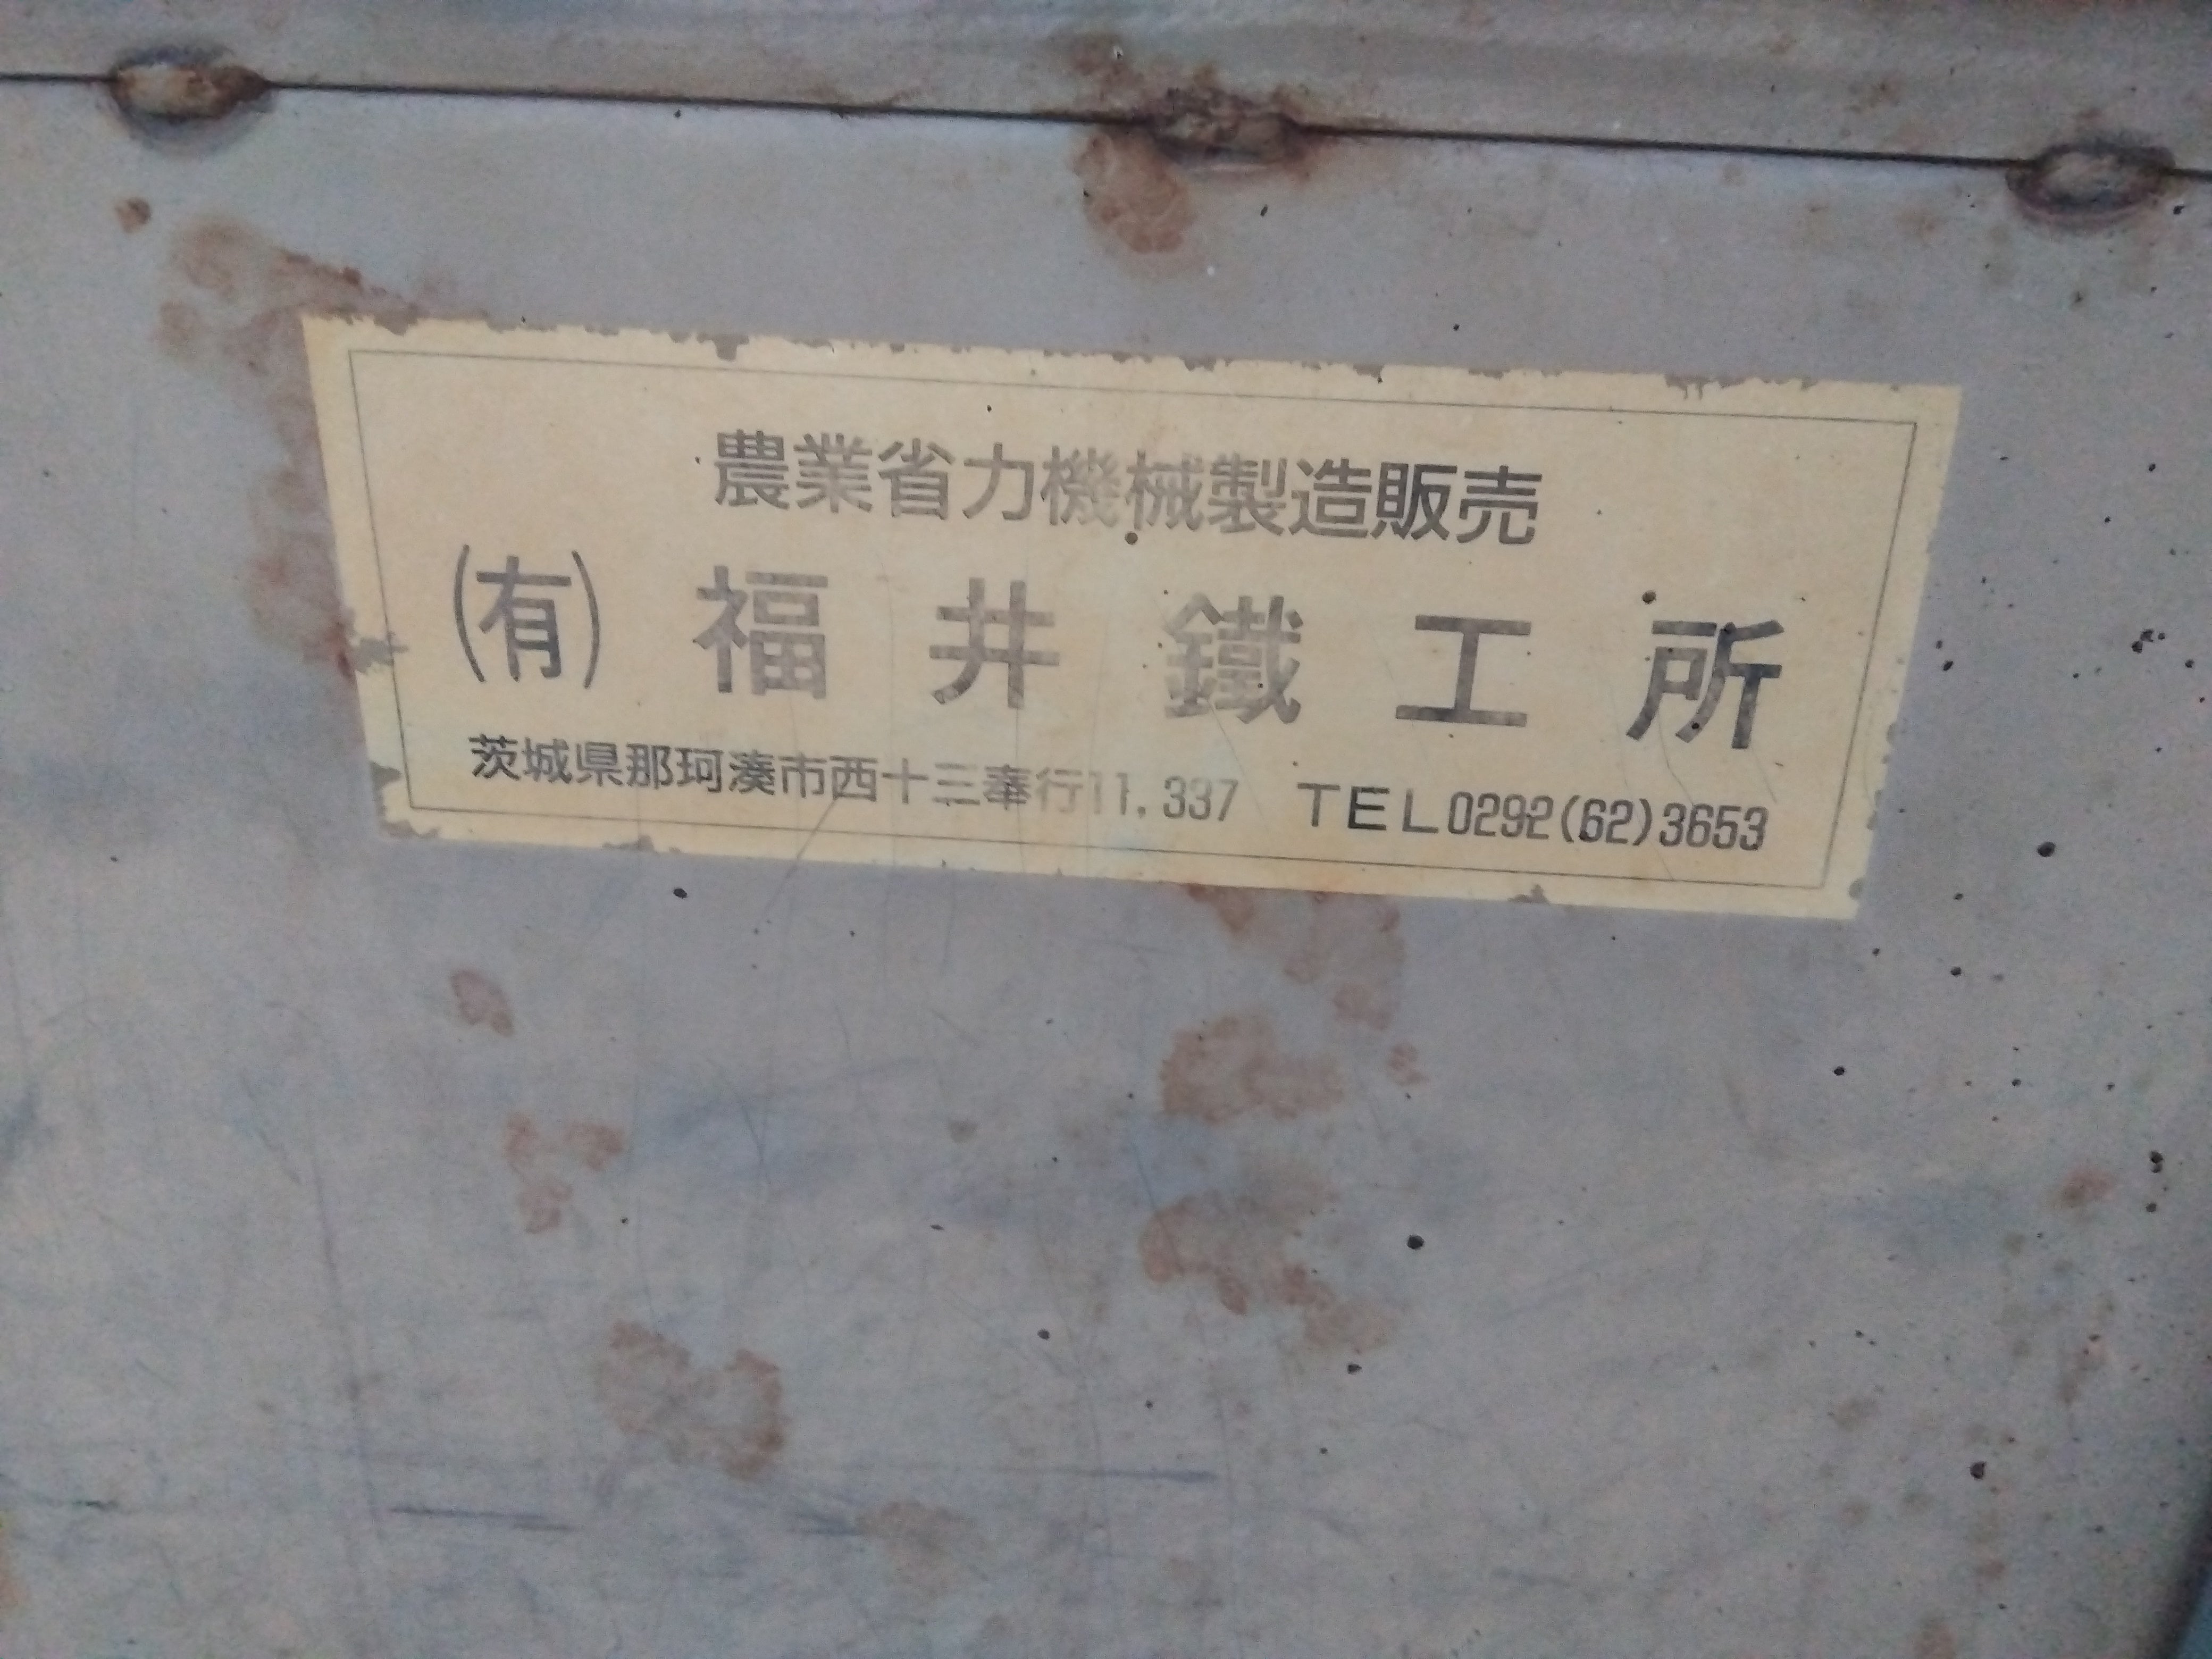 農業省力機械製造販売
(有) 福井鐵工所
茨城県那珂湊市西十三奉行11,337 TEL0292(62)3653